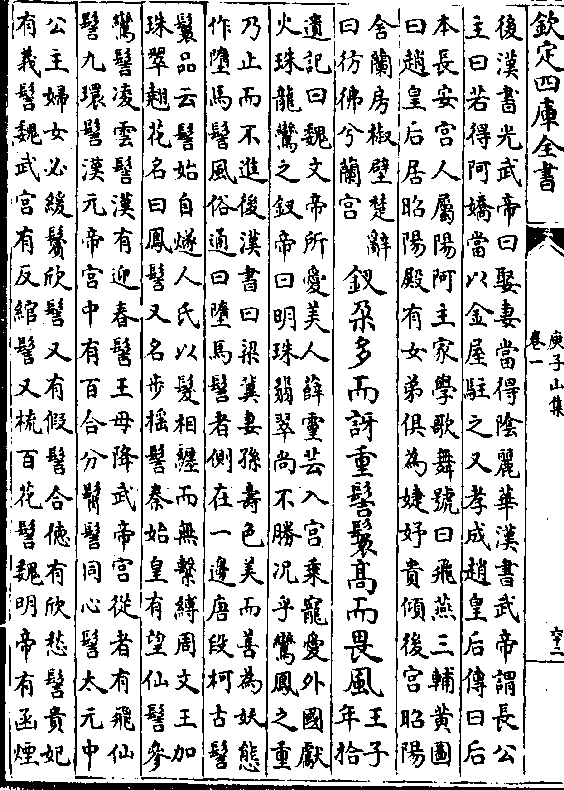 欽定四庫全書
庾子山集
卷一
後漢書光武帝曰娶妻當得陰麗華漢書武帝謂長公
主曰若得阿嬌當以金屋駐之又孝成趙皇后傳曰后
本長安宫人屬陽阿主家學歌舞號曰飛燕三輔黄圖
曰趙皇后居昭陽殿有女弟俱為婕妤貴傾後宫昭陽
舍蘭房椒壁楚辭
曰彷彿兮蘭宫
釵朶多而訝重髻鬟高而畏風
王子
年拾
遺記曰魏文帝所愛美人薛靈芸入宫乘寵愛外國獻
火珠龍鸞之釵帝曰明珠翡翠尚不勝况乎鸞鳳之重
乃止而不進後漢書曰梁冀妻孫壽色美而善為妖態
作墮馬髻風俗通曰墮馬髻者側在一邊唐段柯古髻
鬟品云髻始自燧人氏以髮相纒而無繫縛周文王加
珠翠翹花名曰鳳髻又名步揺髻秦始皇有望仙髻參
鸞髻凌雲髻漢有迎春髻王母降武帝宫從者有飛仙
髻九環髻漢元帝宫中有百合分髾髻同心髻太元中
公主婦女必緩鬢欣髻又有假髻合徳有欣愁髻貴妃
有義髻魏武宫有反綰髻又梳百花髻魏明帝有函煙